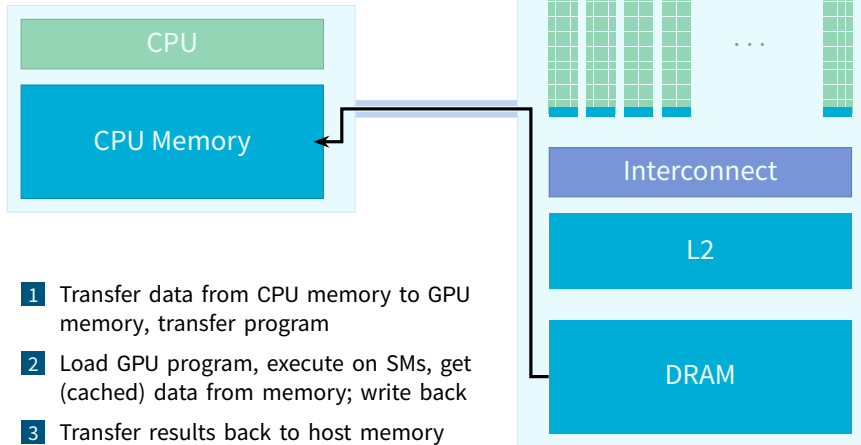 CPU
CPU Memory
...
Interconnect
L2
DRAM
1 Transfer data from CPU memory to GPU
memory, transfer program
2 Load GPU program, execute on SMs, get
(cached) data from memory; write back
3 Transfer results back to host memory